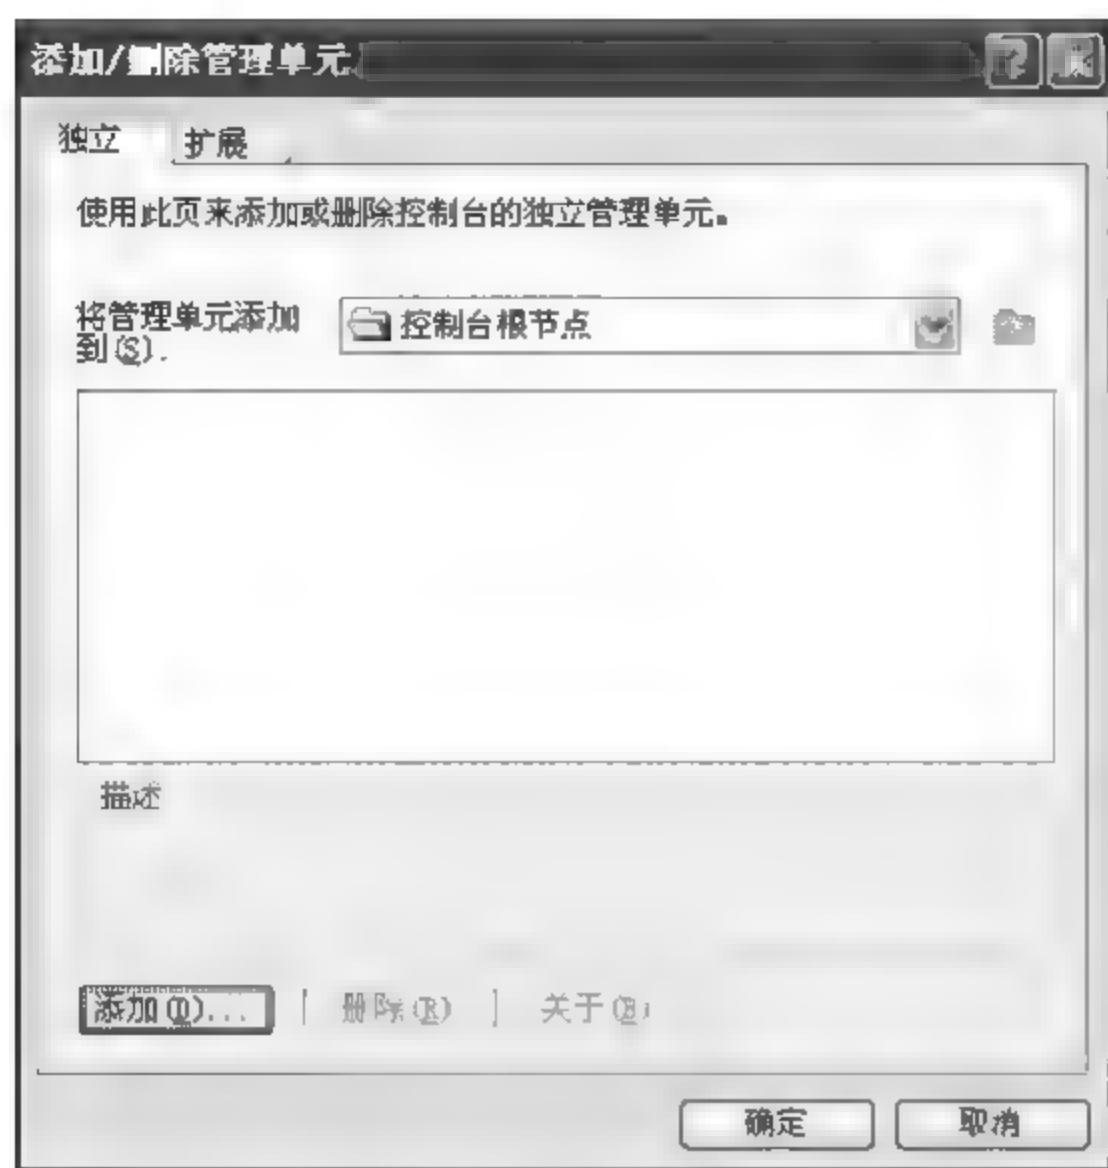 添加/删除管理单元
独立 扩展
使用此页来添加或删除控制台的独立管理单元。
将管理单元添加
到(S).
控制台根节点
描述
添加(D)... 删除(R) 关于(B)
确定 取消